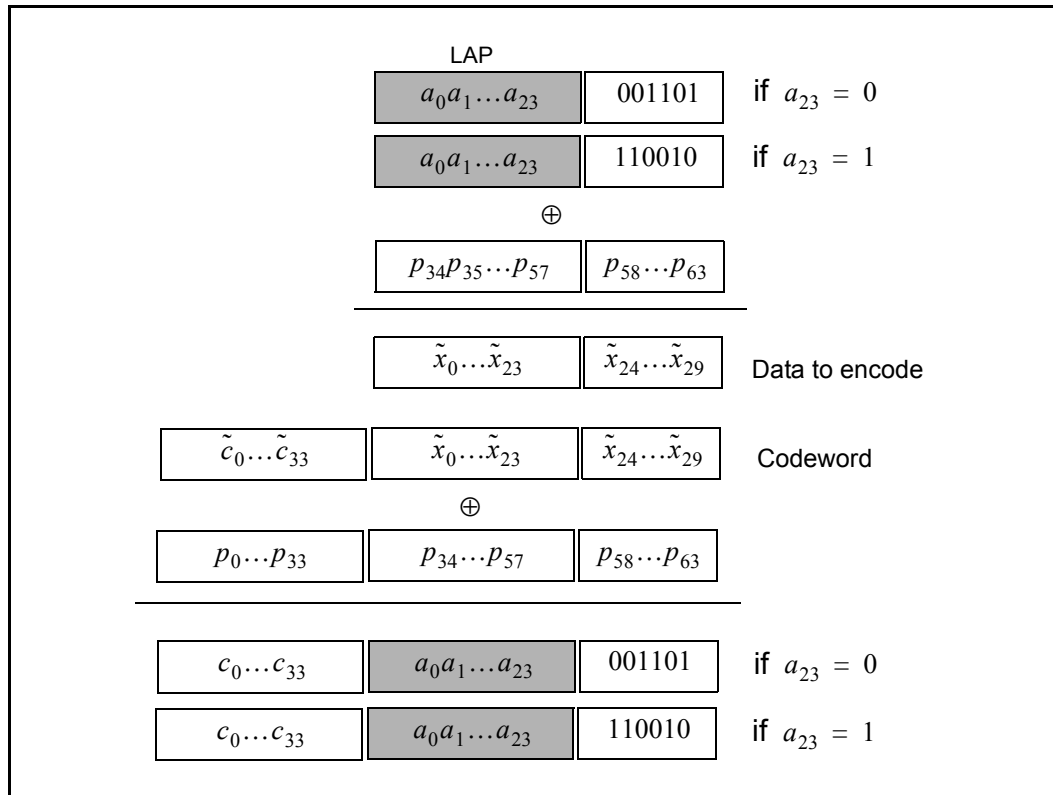 LAP
a₀a₁…a₂₃ 001101 if a₂₃ = 0
a₀a₁…a₂₃ 110010 if a₂₃ = 1
⊕
p₃₄p₃₅…p₅₇ p₅₈…p₆₃
x̃₀…x̃₂₃ x̃₂₄…x̃₂₉ Data to encode
c̃₀…c̃₃₃ x̃₀…x̃₂₃ x̃₂₄…x̃₂₉ Codeword
⊕
p₀…p₃₃ p₃₄…p₅₇ p₅₈…p₆₃
c₀…c₃₃ a₀a₁…a₂₃ 001101 if a₂₃ = 0
c₀…c₃₃ a₀a₁…a₂₃ 110010 if a₂₃ = 1